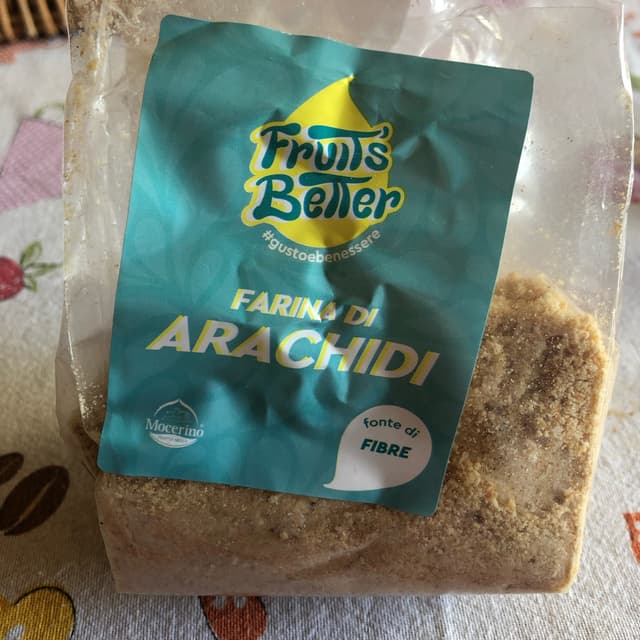 Fruits'
Better
#gustoebenessere
FARINA DI
ARACHIDI
Mocerino
fonte di
FIBRE